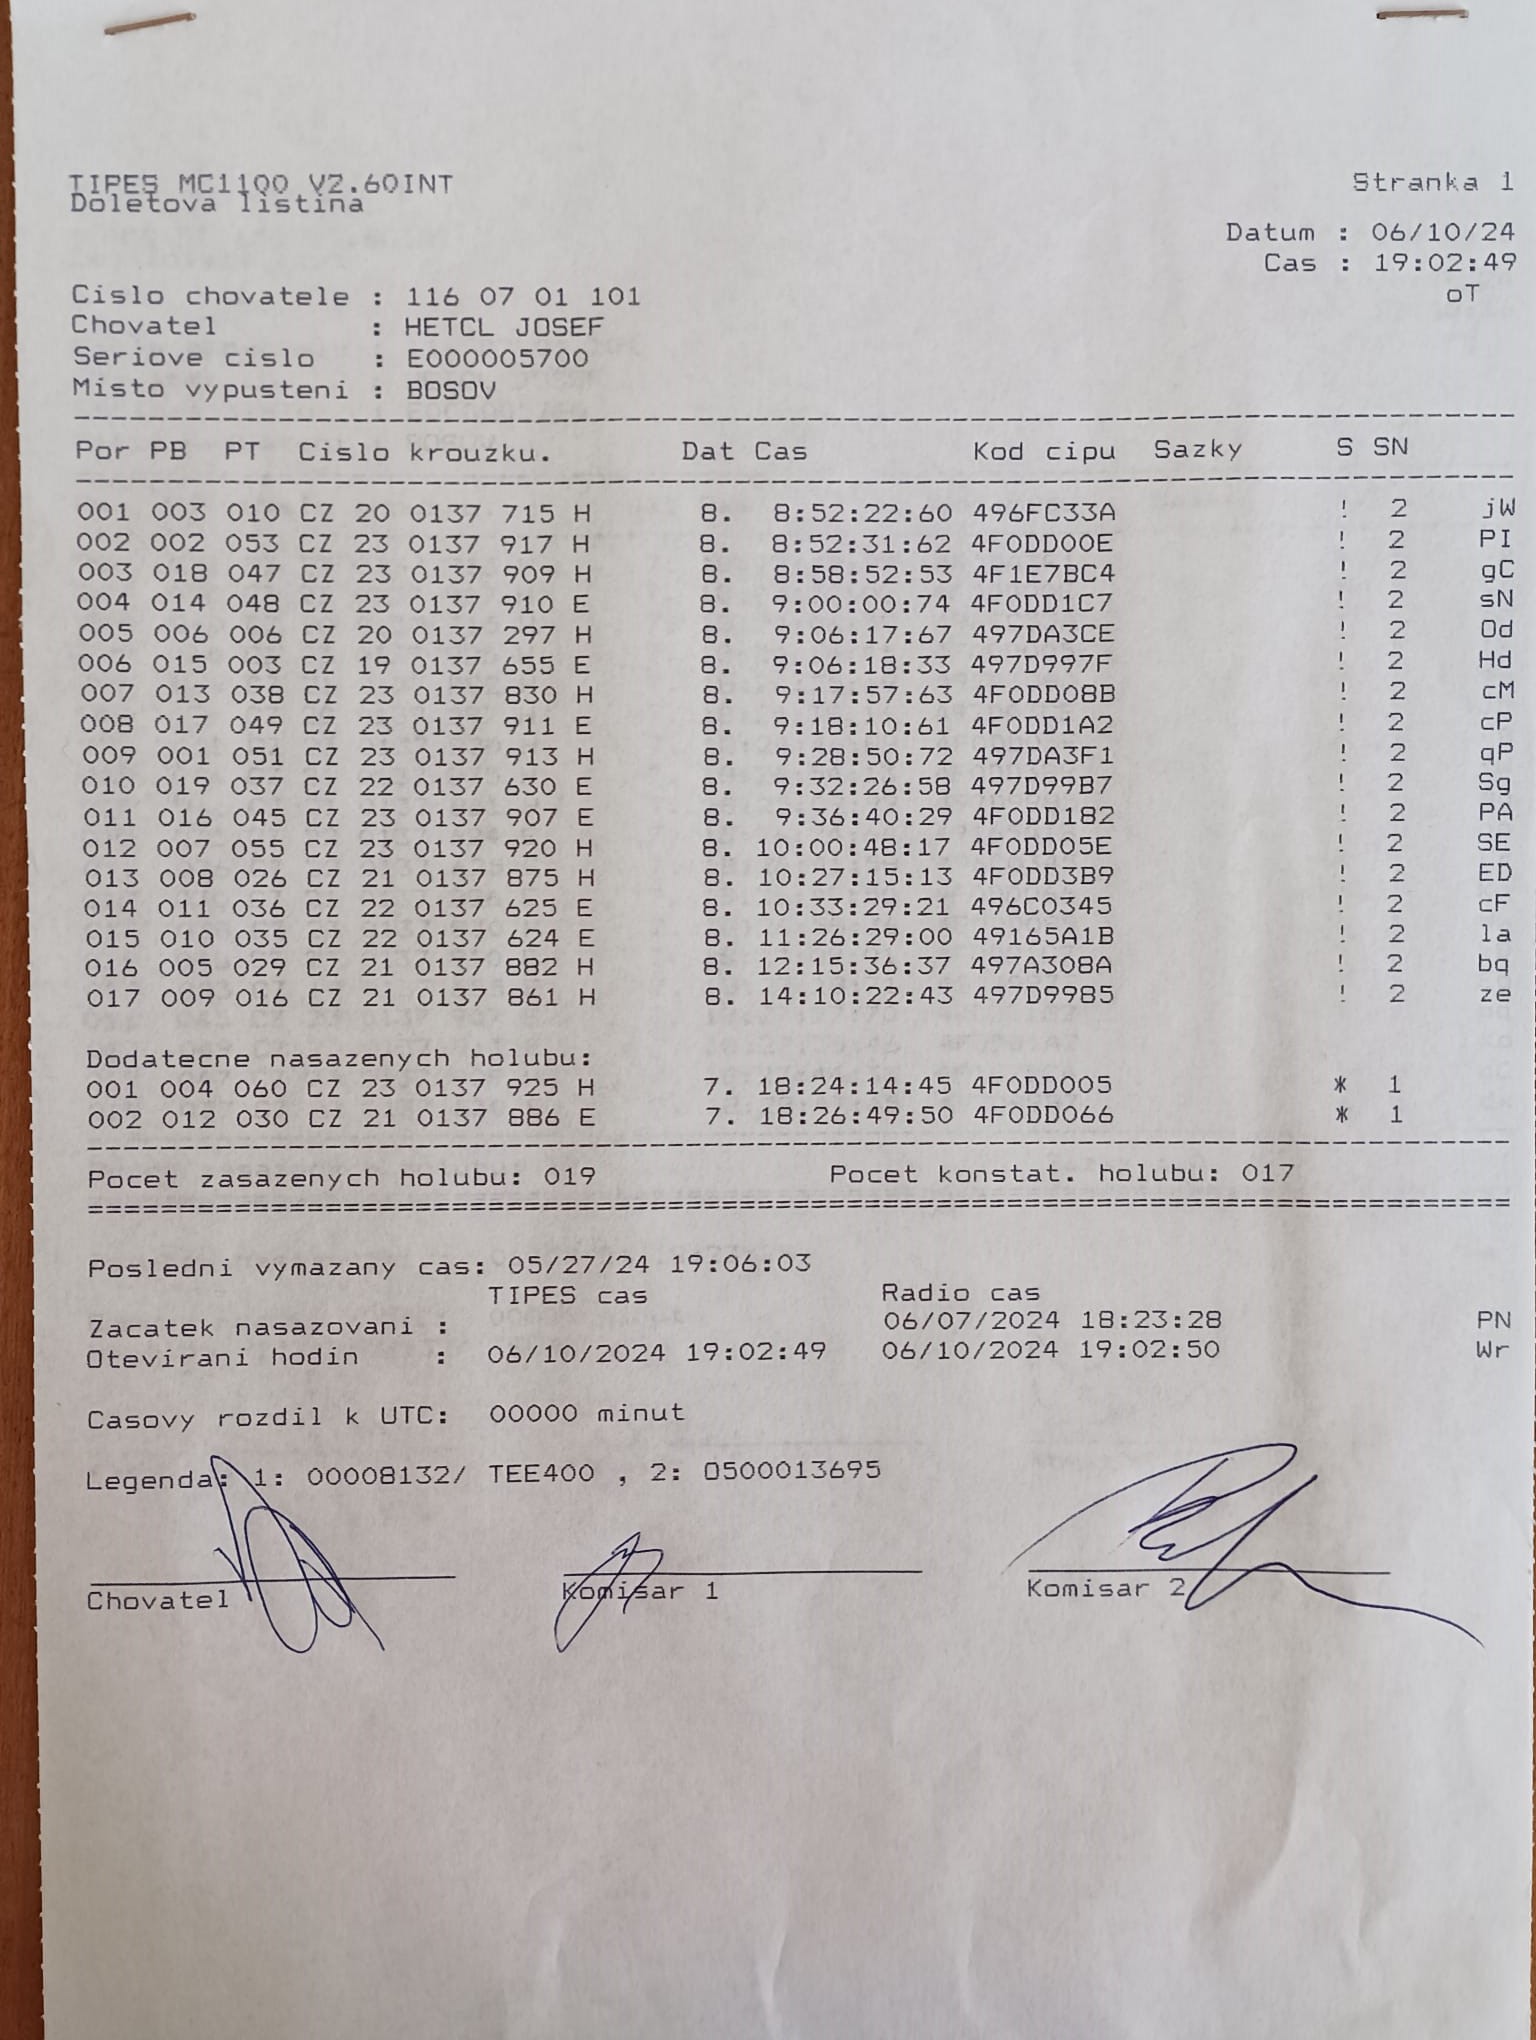 TIPES MC1100 V2.60INT Stranka 1
Doletova listina
Datum : 06/10/24
Cas : 19:02:49
Cislo chovatele : 116 07 01 101 oT
Chovatel : HETCL JOSEF
Seriove cislo : E000005700
Misto vypusteni : BOSOV
Por PB PT Cislo krouzku. Dat Cas Kod cipu Sazky S SN
001 003 010 CZ 20 0137 715 H 8. 8:52:22:60 496FC33A ! 2 jW
002 002 053 CZ 23 0137 917 H 8. 8:52:31:62 4F0DD00E ! 2 PI
003 018 047 CZ 23 0137 909 H 8. 8:58:52:53 4F1E7BC4 ! 2 gC
004 014 048 CZ 23 0137 910 E 8. 9:00:00:74 4F0DD1C7 ! 2 sN
005 006 006 CZ 20 0137 297 H 8. 9:06:17:67 497DA3CE ! 2 Od
006 015 003 CZ 19 0137 655 E 8. 9:06:18:33 497D997F ! 2 Hd
007 013 038 CZ 23 0137 830 H 8. 9:17:57:63 4F0DD08B ! 2 cM
008 017 049 CZ 23 0137 911 E 8. 9:18:10:61 4F0DD1A2 ! 2 cP
009 001 051 CZ 23 0137 913 H 8. 9:28:50:72 497DA3F1 ! 2 qP
010 019 037 CZ 22 0137 630 E 8. 9:32:26:58 497D99B7 ! 2 Sg
011 016 045 CZ 23 0137 907 E 8. 9:36:40:29 4F0DD182 ! 2 PA
012 007 055 CZ 23 0137 920 H 8. 10:00:48:17 4F0DD05E ! 2 SE
013 008 026 CZ 21 0137 875 H 8. 10:27:15:13 4F0DD3B9 ! 2 ED
014 011 036 CZ 22 0137 625 E 8. 10:33:29:21 496C0345 ! 2 cF
015 010 035 CZ 22 0137 624 E 8. 11:26:29:00 49165A1B ! 2 la
016 005 029 CZ 21 0137 882 H 8. 12:15:36:37 497A308A ! 2 bq
017 009 016 CZ 21 0137 861 H 8. 14:10:22:43 497D9985 ! 2 ze
Dodatecne nasazenych holubu:
001 004 060 CZ 23 0137 925 H 7. 18:24:14:45 4F0DD005 * 1
002 012 030 CZ 21 0137 886 E 7. 18:26:49:50 4F0DD066 * 1
Pocet zasazenych holubu: 019 Pocet konstat. holubu: 017
Posledni vymazany cas: 05/27/24 19:06:03
TIPES cas Radio cas
Zacatek nasazovani : 06/07/2024 18:23:28 PN
Otevirani hodin : 06/10/2024 19:02:49 06/10/2024 19:02:50 Wr
Casovy rozdil k UTC: 00000 minut
Legenda: 1: 00008132/ TEE400 , 2: 0500013695
Chovatel Komisar 1 Komisar 2